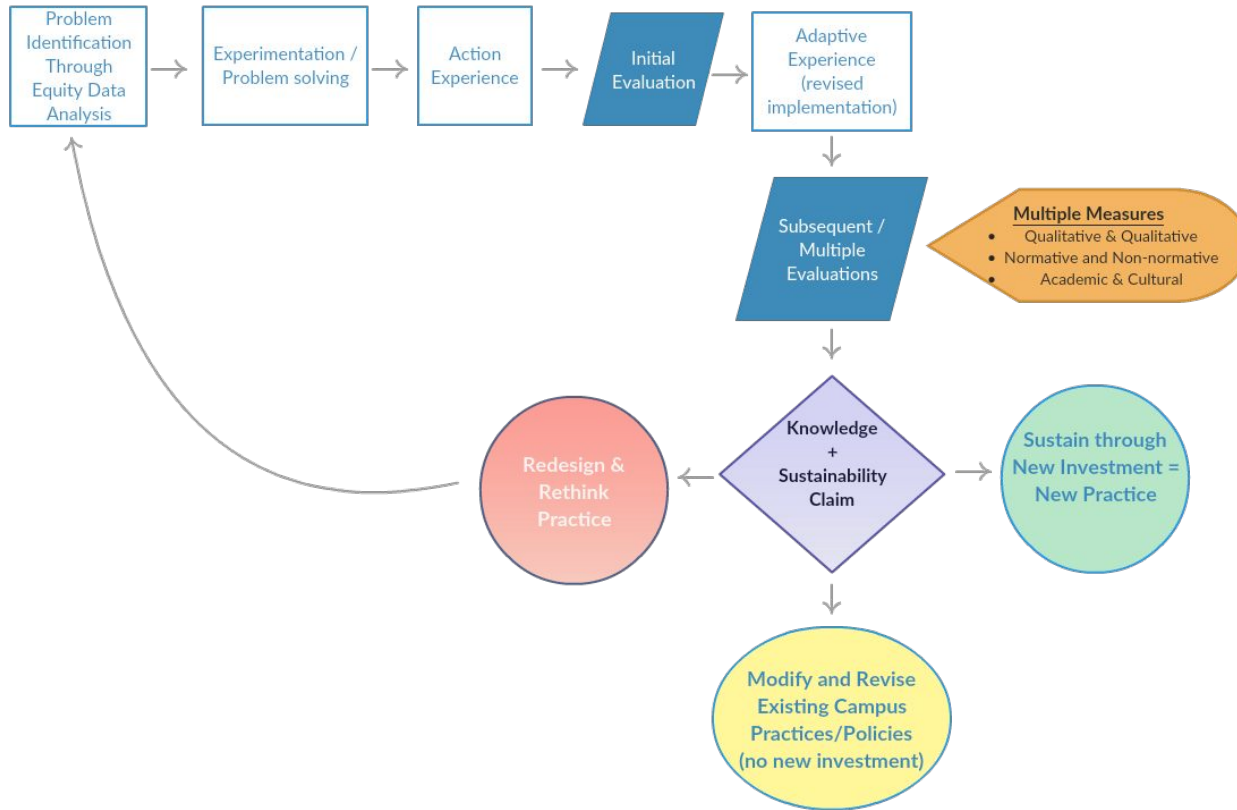 Problem
Identification
Through
Equity Data
Analysis
Experimentation /
Problem solving
Action
Experience
Initial
Evaluation
Adaptive
Experience
(revised
implementation)
Subsequent /
Multiple
Evaluations
Multiple Measures
• Qualitative & Qualitative
• Normative and Non-normative
• Academic & Cultural
Redesign &
Rethink
Practice
Knowledge
+
Sustainability
Claim
Sustain through
New Investment =
New Practice
Modify and Revise
Existing Campus
Practices/Policies
(no new investment)